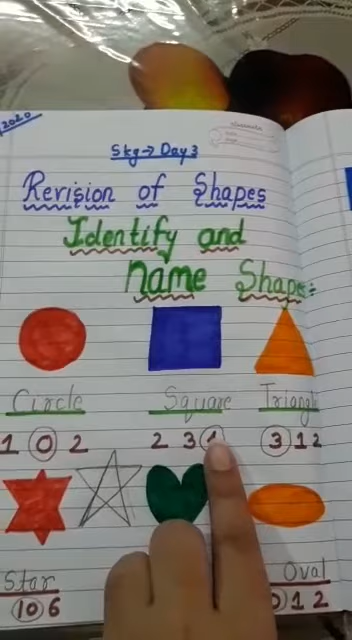 2020
Skg→ Day 3
Revision of Shapes
Identify and
Name Shapes:
Circle Square Triangle
1 0 2 2 3 4 3 1 2
Star Oval
10 6 0 1 2